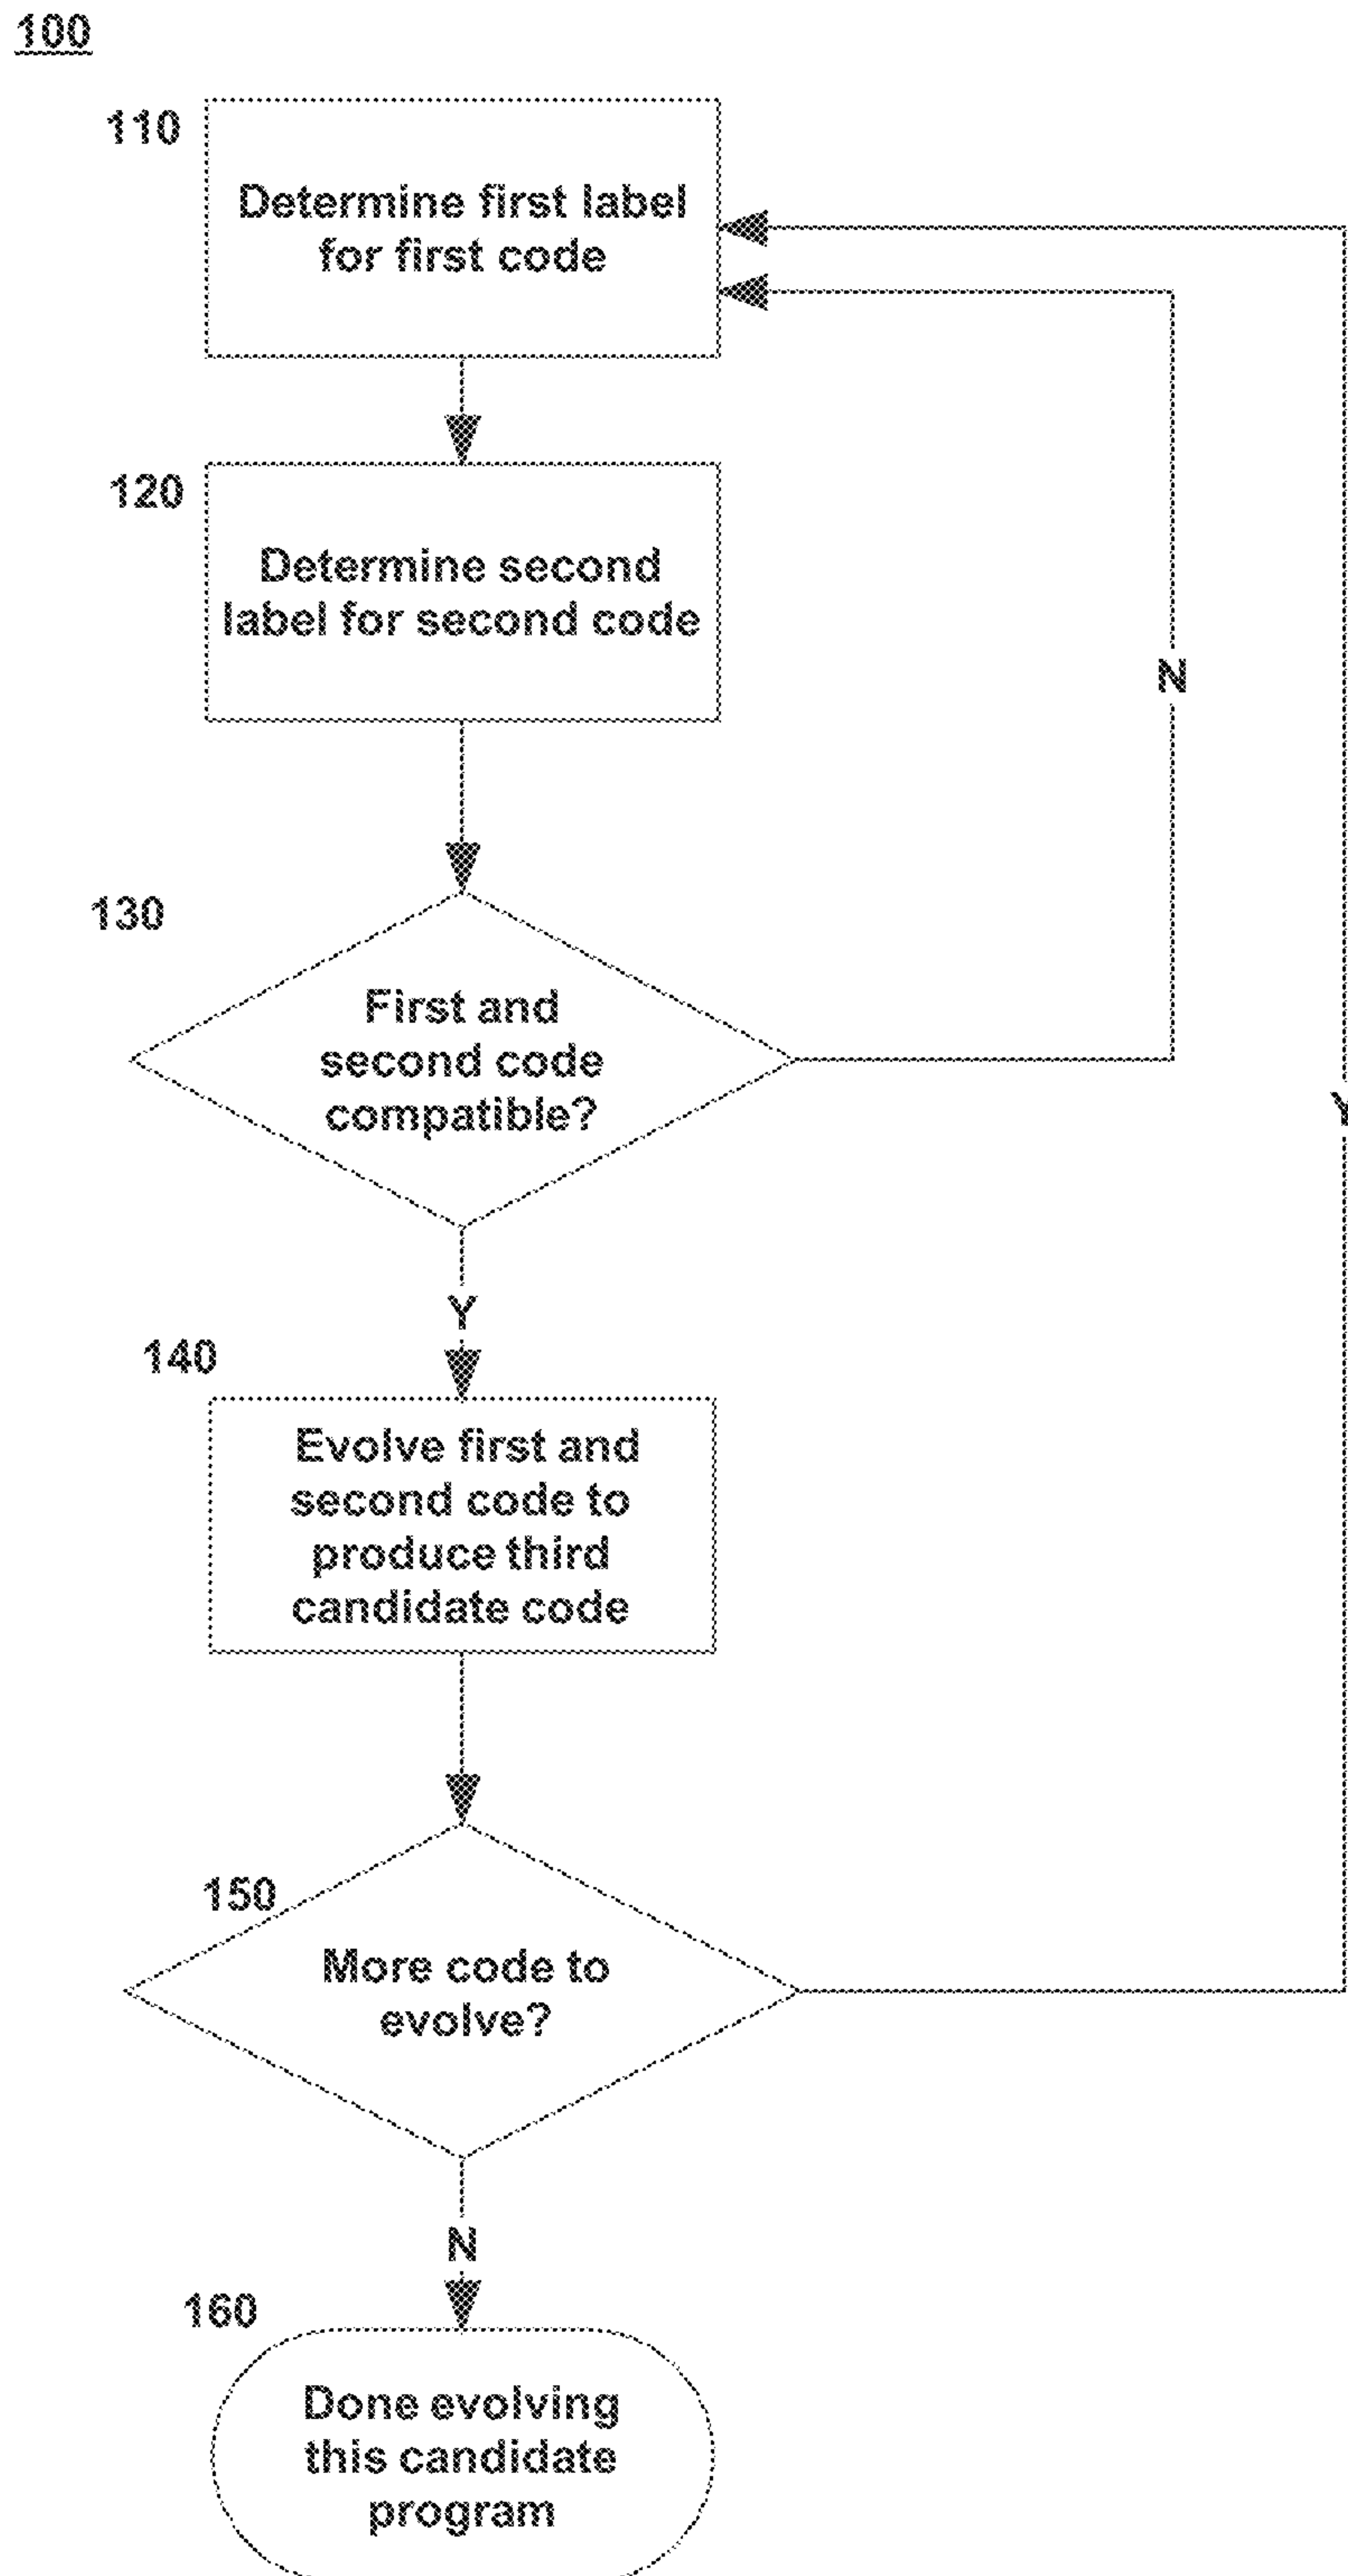 100
110
Determine first label
for first code
120
Determine second
label for second code
N
130
First and
second code
compatible?
Y
Y
140
Evolve first and
second code to
produce third
candidate code
150
More code to
evolve?
N
160
Done evolving
this candidate
program